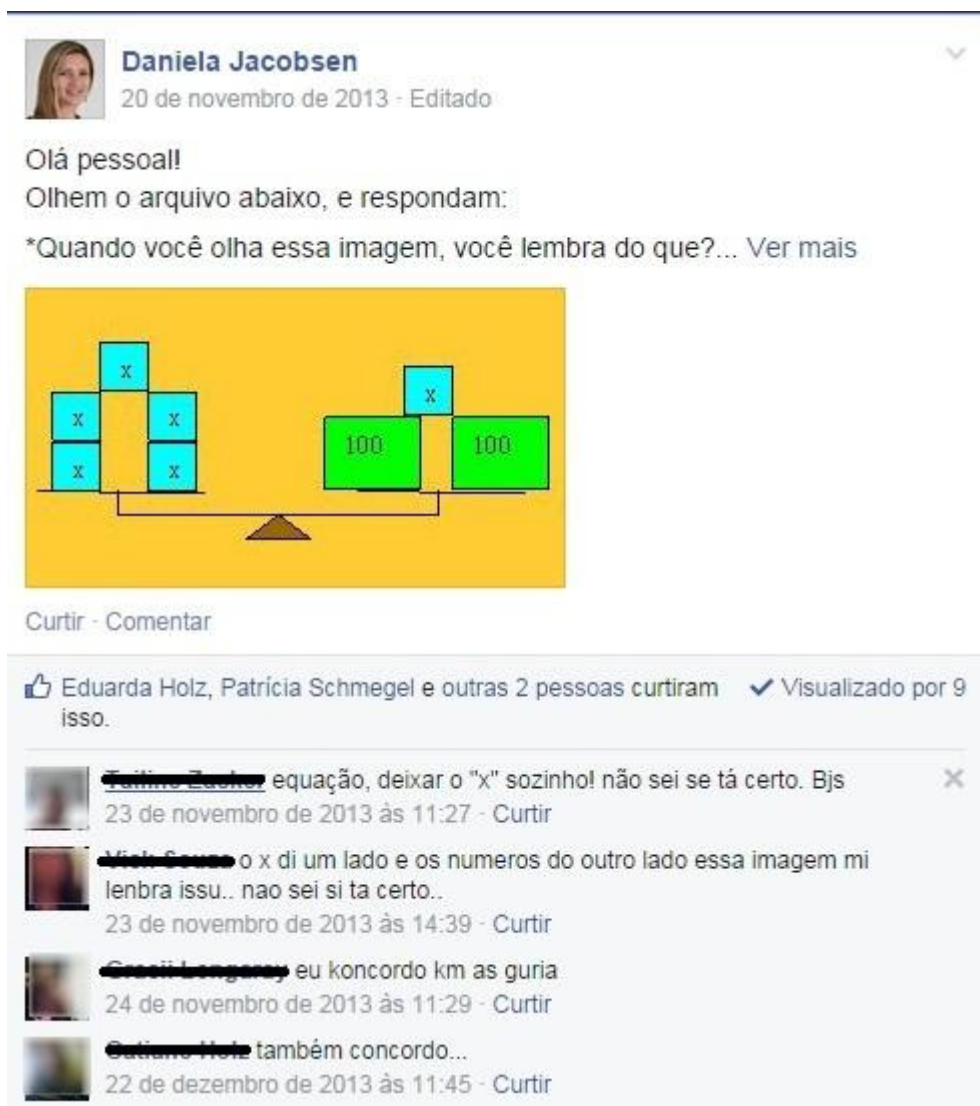 Daniela Jacobsen
20 de novembro de 2013 · Editado
Olá pessoal!
Olhem o arquivo abaixo, e respondam:
*Quando você olha essa imagem, você lembra do que?... Ver mais
x
x x
x x
x
100 100
Curtir · Comentar
Eduarda Holz, Patrícia Schmegel e outras 2 pessoas curtiram isso.
Visualizado por 9
equação, deixar o "x" sozinho! não sei se tá certo. Bjs
23 de novembro de 2013 às 11:27 · Curtir
o x di um lado e os numeros do outro lado essa imagem mi
lenbra issu.. nao sei si ta certo..
23 de novembro de 2013 às 14:39 · Curtir
eu koncordo km as guria
24 de novembro de 2013 às 11:29 · Curtir
também concordo...
22 de dezembro de 2013 às 11:45 · Curtir